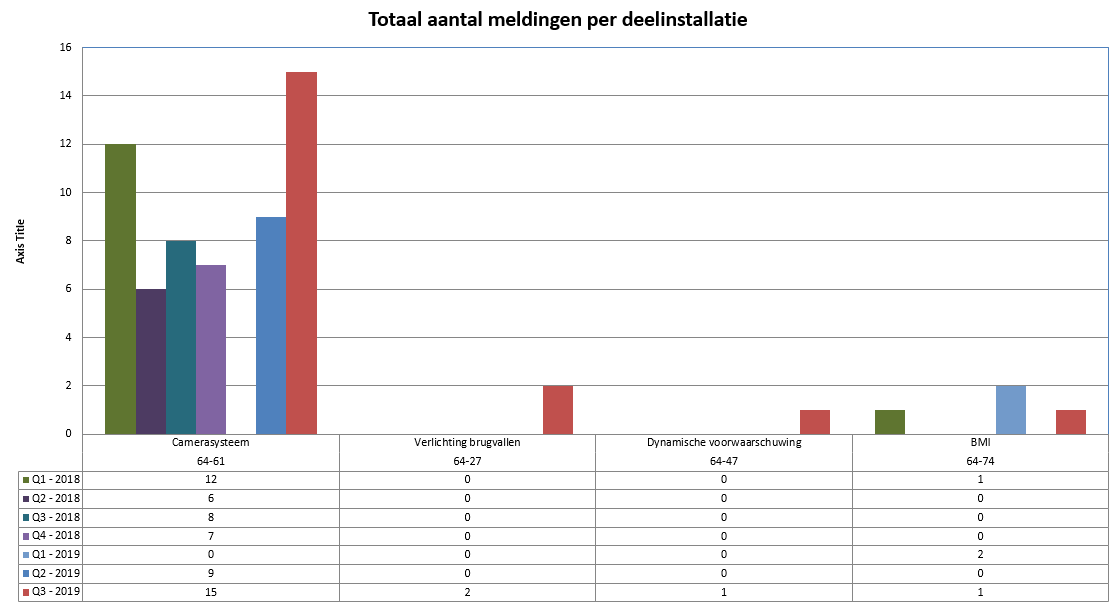 Totaal aantal meldingen per deelinstallatie
16
14
12
10
8
6
4
2
0
Axis Title
Camerasysteem Verlichting brugvallen Dynamische voorwaarschuwing BMI
64-61 64-27 64-47 64-74
Q1 - 2018 12 0 0 1
Q2 - 2018 6 0 0 0
Q3 - 2018 8 0 0 0
Q4 - 2018 7 0 0 0
Q1 - 2019 0 0 0 2
Q2 - 2019 9 0 0 0
Q3 - 2019 15 2 1 1